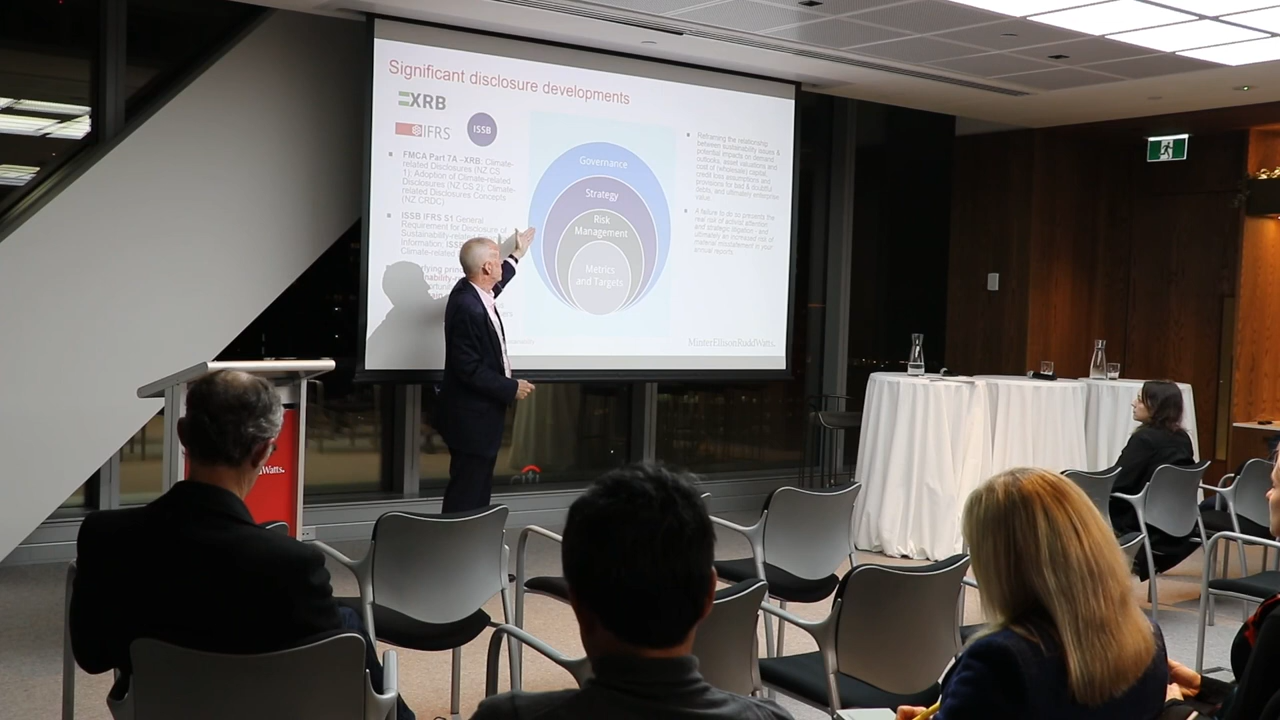 Significant disclosure developments
XRB
IFRS
ISSB
FMCA Part 7A –XRB: Climate-
related Disclosures (NZ CS
1); Adoption of Climate-related
Disclosures (NZ CS 2); Climate-
related Disclosures Concepts
(NZ CRDC)
ISSB IFRS S1 General
Requirement for Disclosure of
Sustainability-related
Information;
Climate-related
Governance
Strategy
Risk
Management
Metrics
and Targets
Reframing the relationship
between sustainability issues &
potential impacts on demand
outlooks, asset valuations and
cost of (wholesale) capital,
credit loss assumptions and
provisions for bad & doubtful
debts, and ultimately enterprise
value.
A failure to do so presents the
real risk of activist attention
and strategic litigation - and
ultimately an increased risk of
material misstatement in your
annual reports.
MinterEllisonRuddWatts.
Watts.